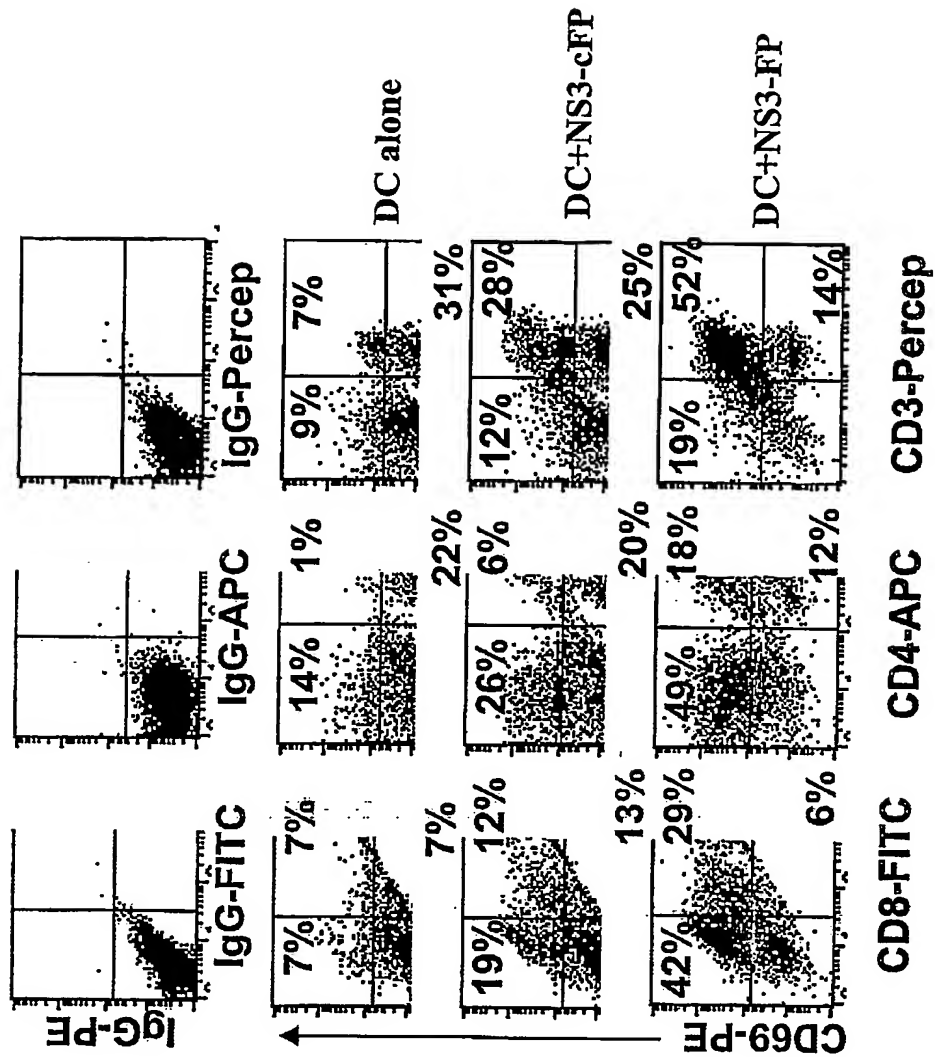 IgG-PE
IgG-FITC
IgG-APC
IgG-Percep
7%
7%
14%
1%
9%
7%
DC alone
7%
22%
31%
19%
12%
26%
6%
12%
28%
DC+NS3-cFP
13%
20%
25%
42%
29%
49%
18%
19%
52%
DC+NS3-FP
6%
12%
14%
CD69-PE
CD8-FITC
CD4-APC
CD3-Percep